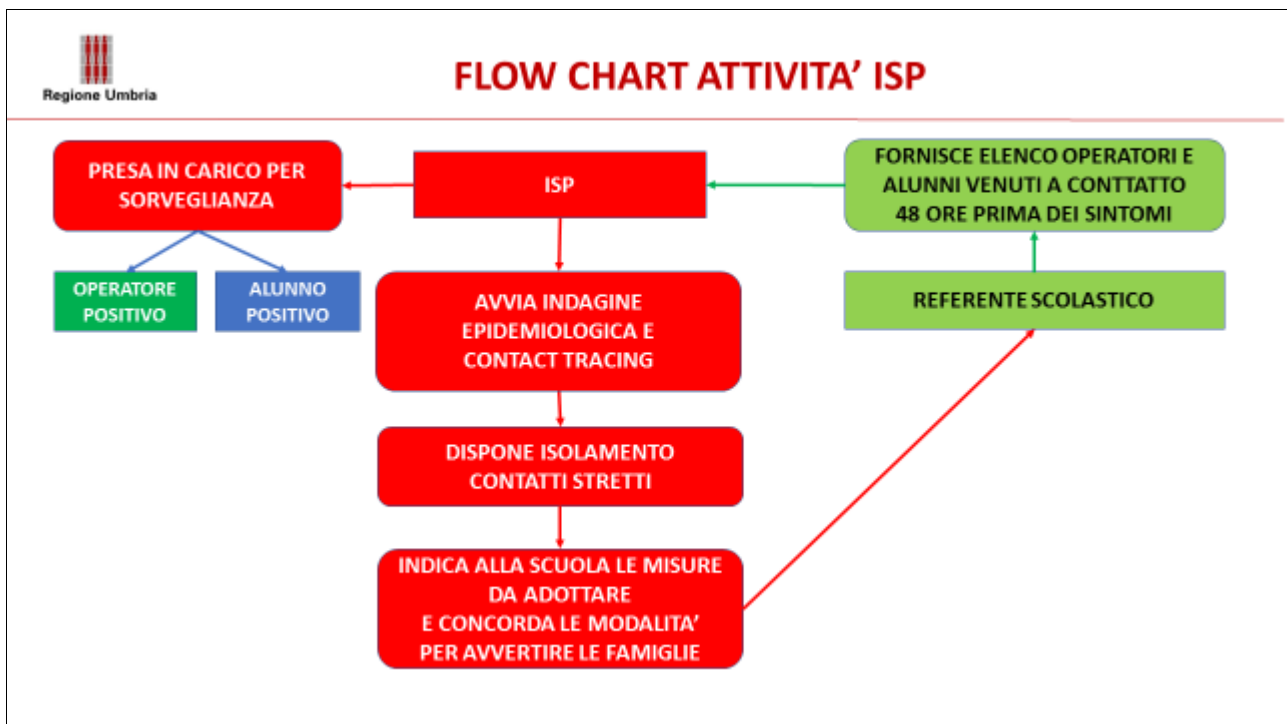 Regione Umbria
FLOW CHART ATTIVITA’ ISP
PRESA IN CARICO PER
SORVEGLIANZA
ISP
FORNISCE ELENCO OPERATORI E
ALUNNI VENUTI A CONTTATTO
48 ORE PRIMA DEI SINTOMI
OPERATORE
POSITIVO
ALUNNO
POSITIVO
AVVIA INDAGINE
EPIDEMIOLOGICA E
CONTACT TRACING
REFERENTE SCOLASTICO
DISPONE ISOLAMENTO
CONTATTI STRETTI
INDICA ALLA SCUOLA LE MISURE
DA ADOTTARE
E CONCORDA LE MODALITA’
PER AVVERTIRE LE FAMIGLIE